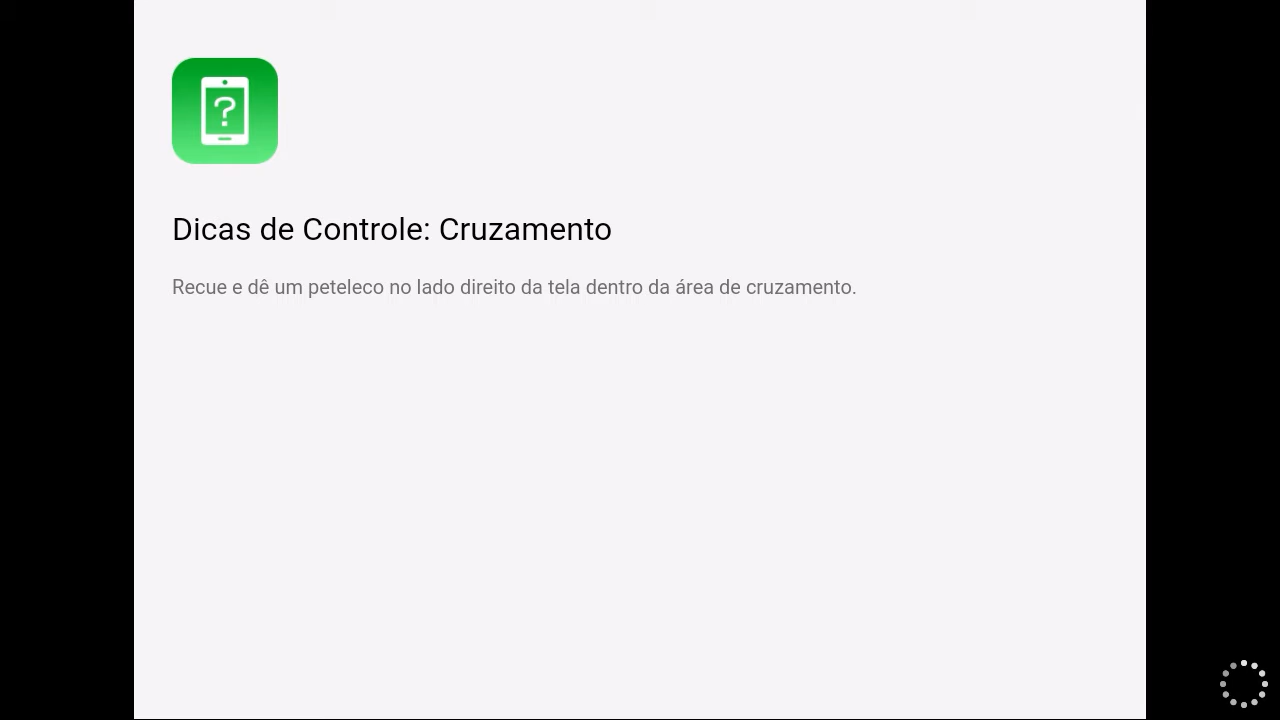 ?
Dicas de Controle: Cruzamento
Recue e dê um peteleco no lado direito da tela dentro da área de cruzamento.